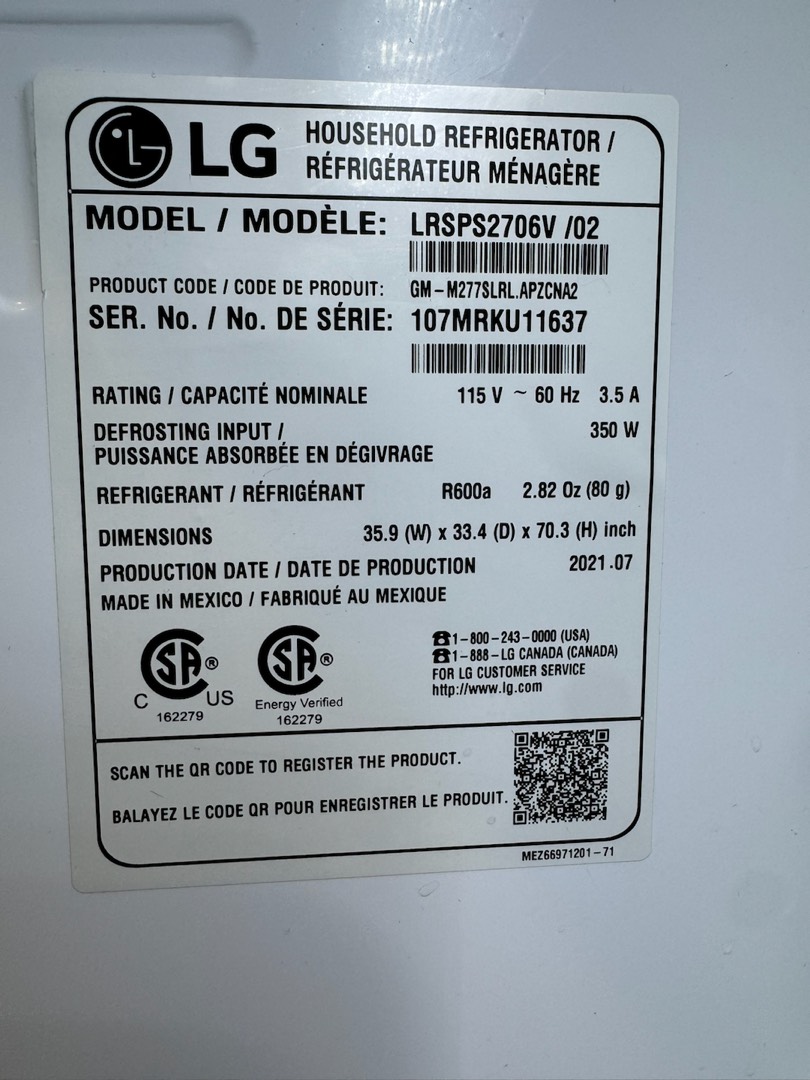 LG HOUSEHOLD REFRIGERATOR /
RÉFRIGÉRATEUR MÉNAGÈRE
MODEL / MODÈLE: LRSPS2706V /02
PRODUCT CODE / CODE DE PRODUIT: GM-M277SLRL.APZCNA2
SER. No. / No. DE SÉRIE: 107MRKU11637
RATING / CAPACITÉ NOMINALE 115 V ~ 60 Hz 3.5 A
DEFROSTING INPUT / 350 W
PUISSANCE ABSORBÉE EN DÉGIVRAGE
REFRIGERANT / RÉFRIGÉRANT R600a 2.82 Oz (80 g)
DIMENSIONS 35.9 (W) x 33.4 (D) x 70.3 (H) inch
PRODUCTION DATE / DATE DE PRODUCTION 2021.07
MADE IN MEXICO / FABRIQUÉ AU MEXIQUE
SA®
C US
162279
SA®
Energy Verified
162279
☎1-800-243-0000 (USA)
☎1-888-LG CANADA (CANADA)
FOR LG CUSTOMER SERVICE
http://www.lg.com
SCAN THE QR CODE TO REGISTER THE PRODUCT.
BALAYEZ LE CODE QR POUR ENREGISTRER LE PRODUIT.
MEZ66971201-71